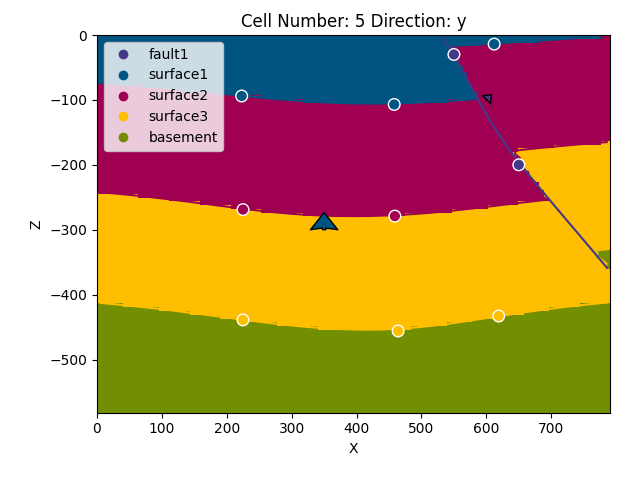 Cell Number: 5 Direction: y
fault1
surface1
surface2
surface3
basement
0
−100
−200
−300
−400
−500
Z
0 100 200 300 400 500 600 700
X